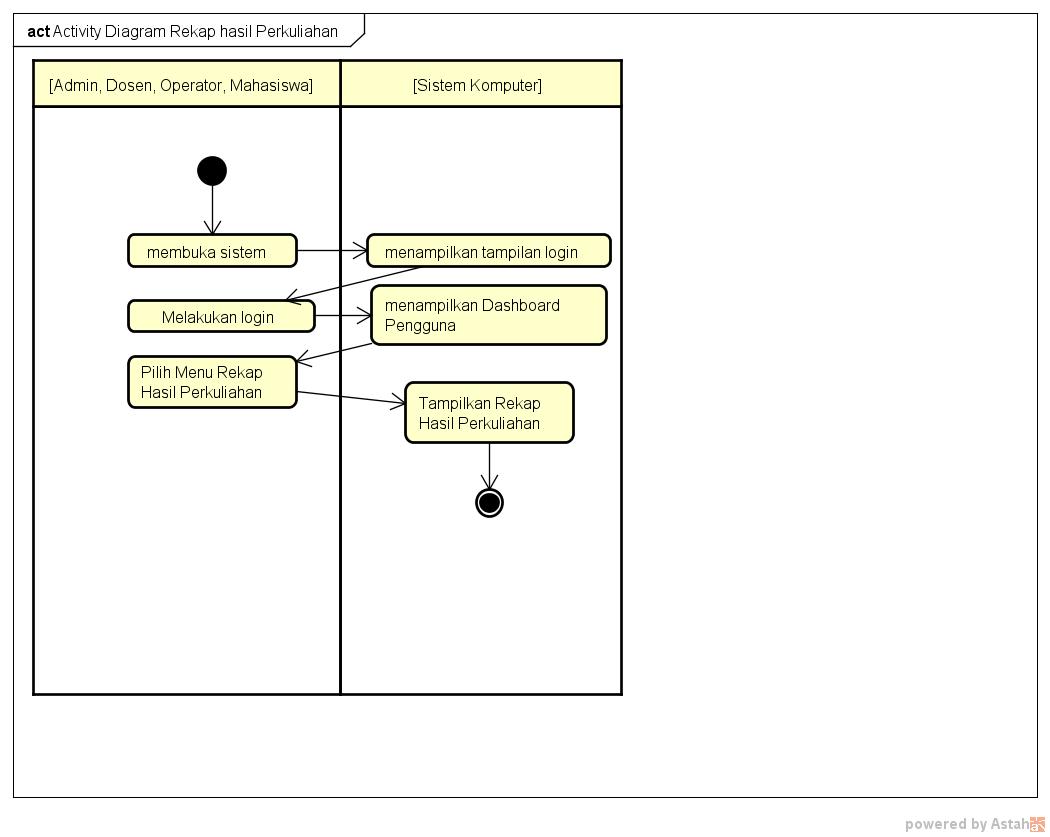 act Activity Diagram Rekap hasil Perkuliahan
[Admin, Dosen, Operator, Mahasiswa]
[Sistem Komputer]
membuka sistem
menampilkan tampilan login
Melakukan login
menampilkan Dashboard
Pengguna
Pilih Menu Rekap
Hasil Perkuliahan
Tampilkan Rekap
Hasil Perkuliahan
powered by Astah